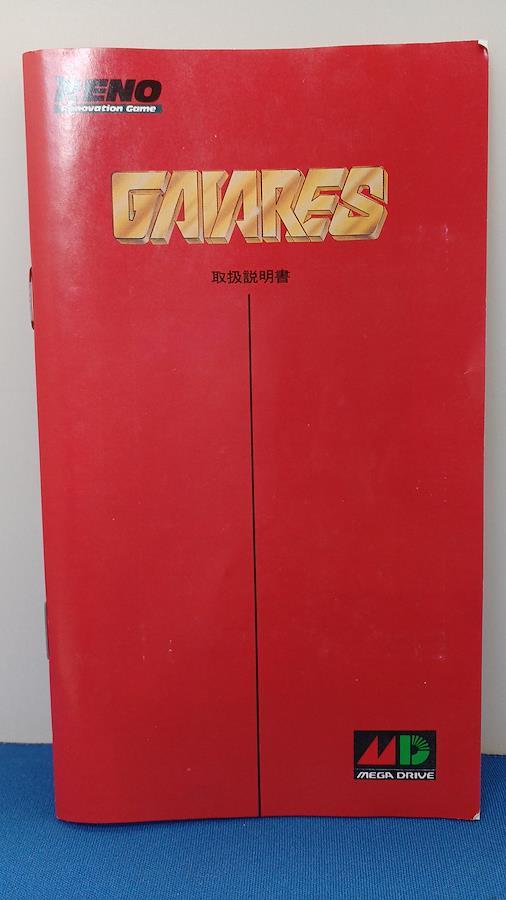 RENO
Renovation Game
GAIARES
取扱説明書
MD
MEGA DRIVE